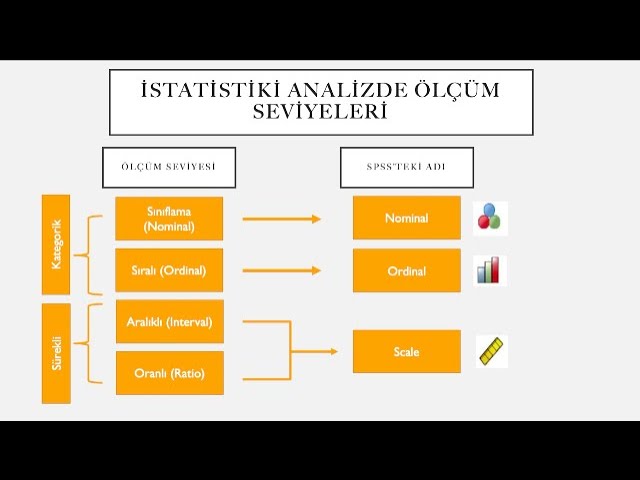 İSTATİSTİKİ ANALİZDE ÖLÇÜM
SEVİYELERİ
ÖLÇÜM SEVİYESİ
SPSS'TEKİ ADI
Kategorik
Sınıflama
(Nominal)
Nominal
Sıralı (Ordinal)
Ordinal
Sürekli
Aralıklı (Interval)
Oranlı (Ratio)
Scale